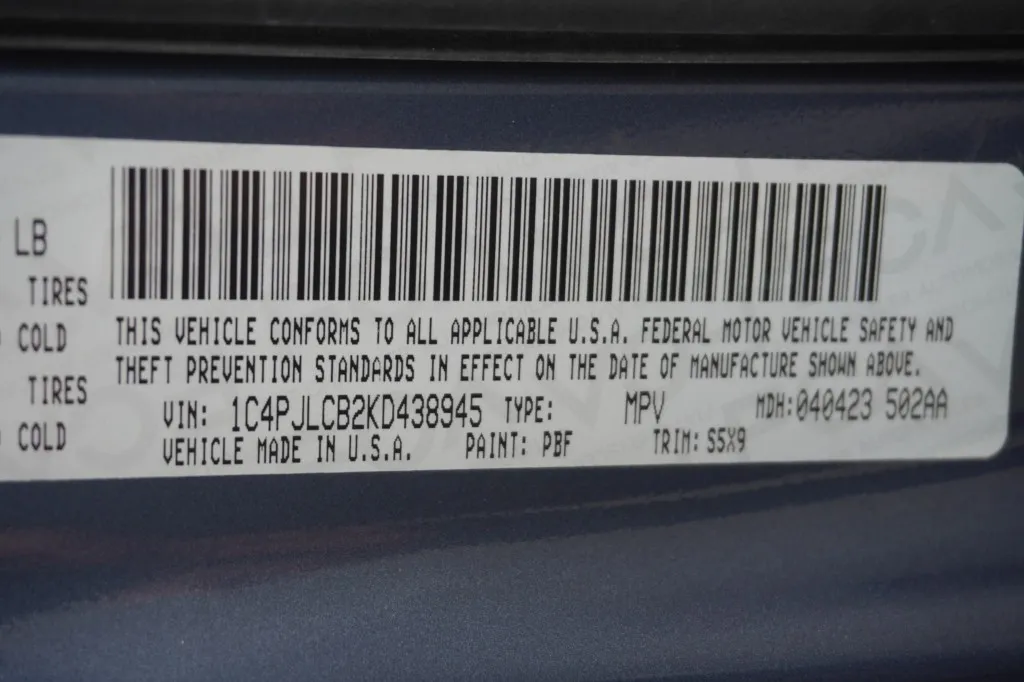 LB
TIRES
COLD
TIRES
COLD
THIS VEHICLE CONFORMS TO ALL APPLICABLE U.S.A. FEDERAL MOTOR VEHICLE SAFETY AND
THEFT PREVENTION STANDARDS IN EFFECT ON THE DATE OF MANUFACTURE SHOWN ABOVE.
VIN: 1C4PJLCB2KD438945 TYPE: MPV MDH:040423 502AA
VEHICLE MADE IN U.S.A. PAINT: PBF TRIM: S5X9